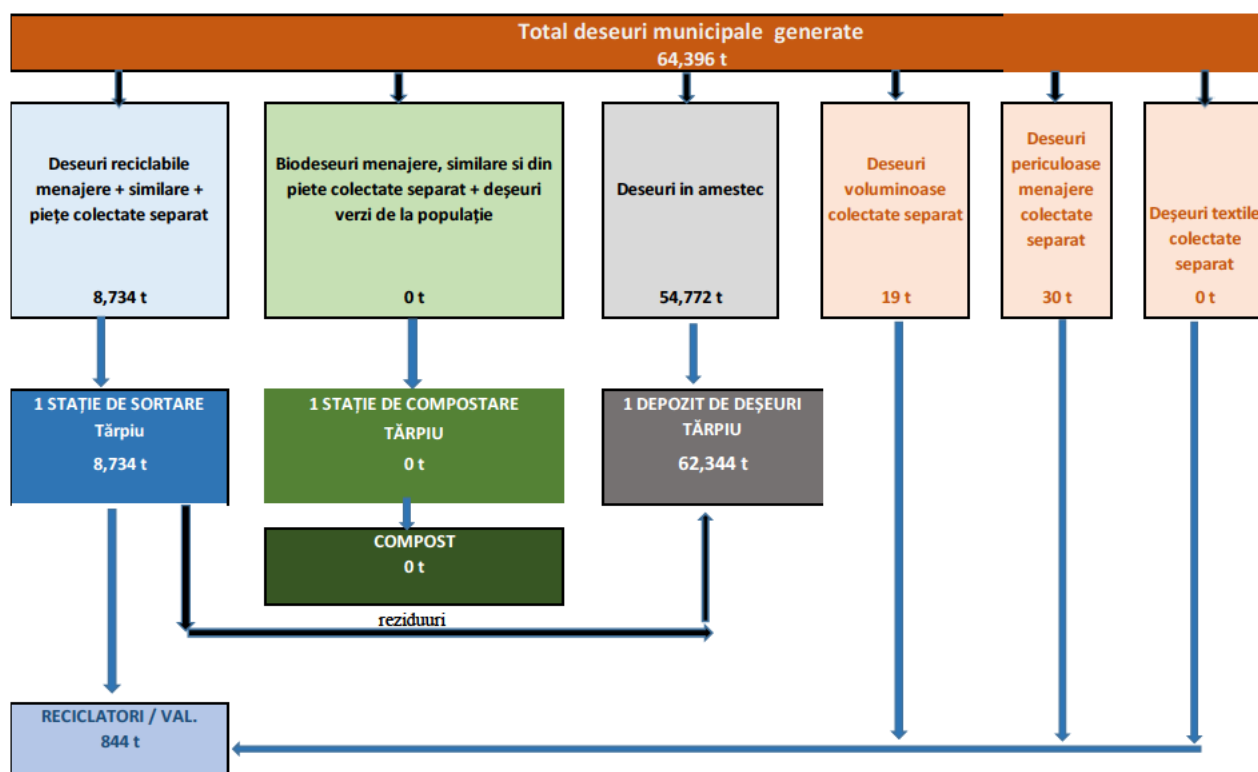 Total deseuri municipale generate
64,396 t
Deseuri reciclabile
menajere + similare +
piețe colectate separat
8,734 t
Biodeseuri menajere, similare si din
piete colectate separat + deșeuri
verzi de la populație
0 t
Deseuri in amestec
54,772 t
Deseuri
voluminoase
colectate separat
19 t
Deseuri
periculoase
menajere
colectate
separat
30 t
Deșeuri textile
colectate
separat
0 t
1 STAȚIE DE SORTARE
Tărpiu
8,734 t
1 STAȚIE DE COMPOSTARE
TĂRPIU
0 t
1 DEPOZIT DE DEȘEURI
TĂRPIU
62,344 t
COMPOST
0 t
reziduuri
RECICLATORI / VAL.
844 t